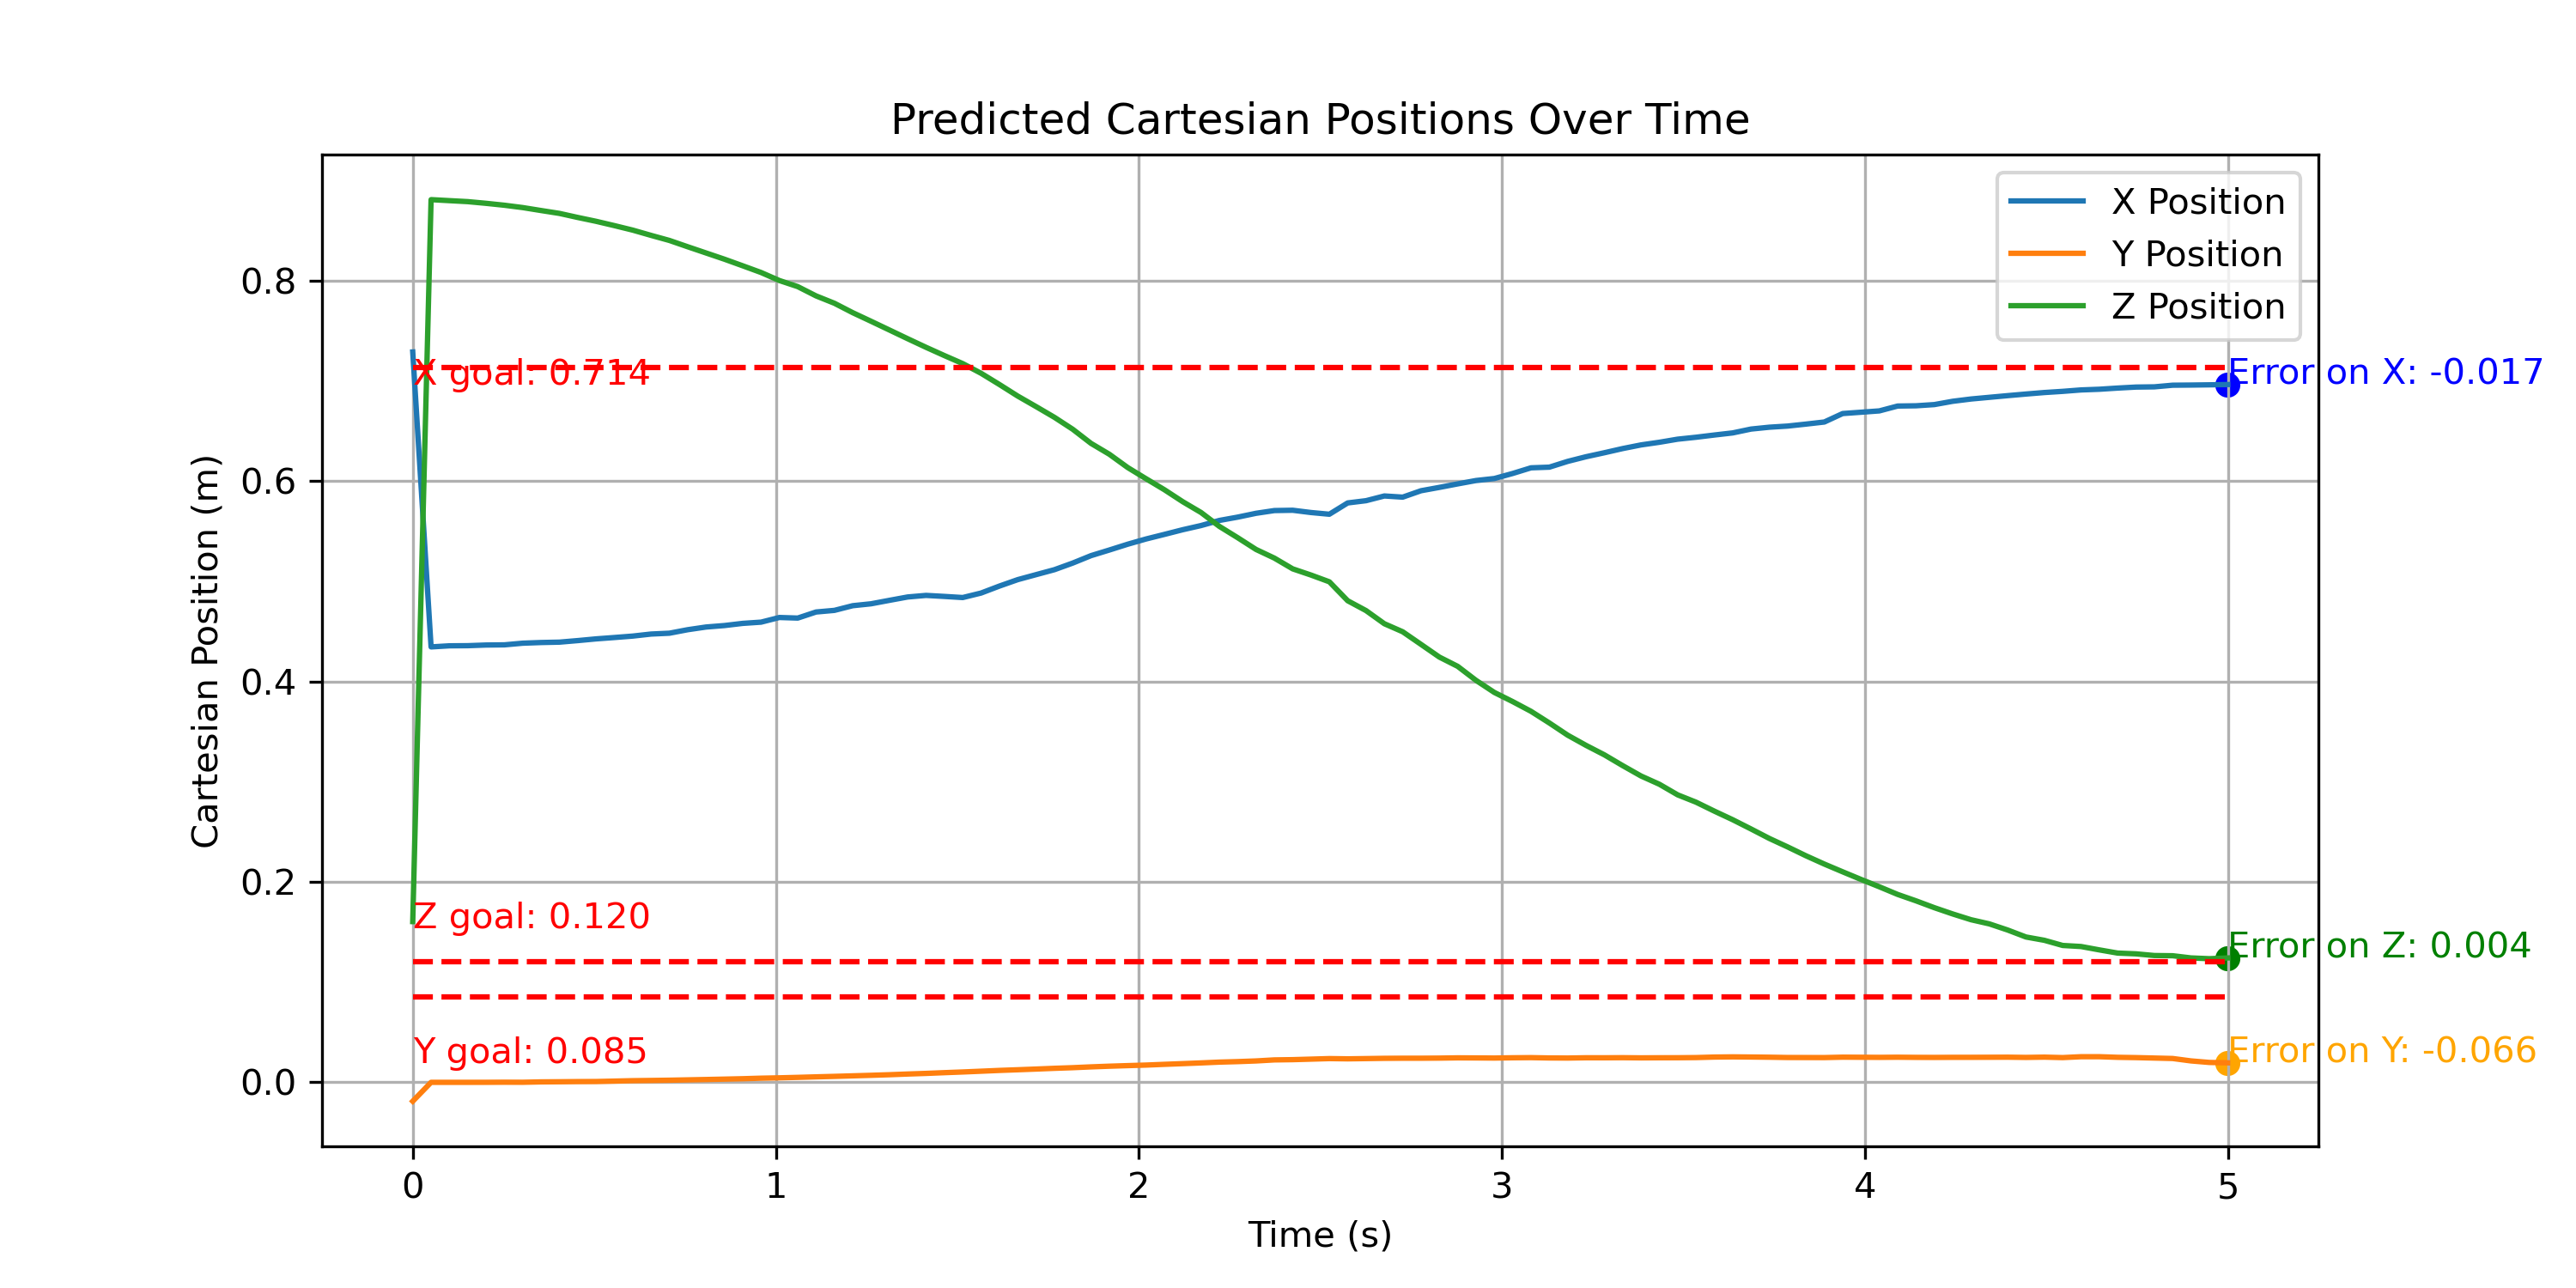 Predicted Cartesian Positions Over Time
X Position
Y Position
Z Position
Cartesian Position (m)
0.8
0.6
0.4
0.2
0.0
X goal: 0.714
Error on X: -0.017
Z goal: 0.120
Error on Z: 0.004
Y goal: 0.085
Error on Y: -0.066
0 1 2 3 4 5
Time (s)